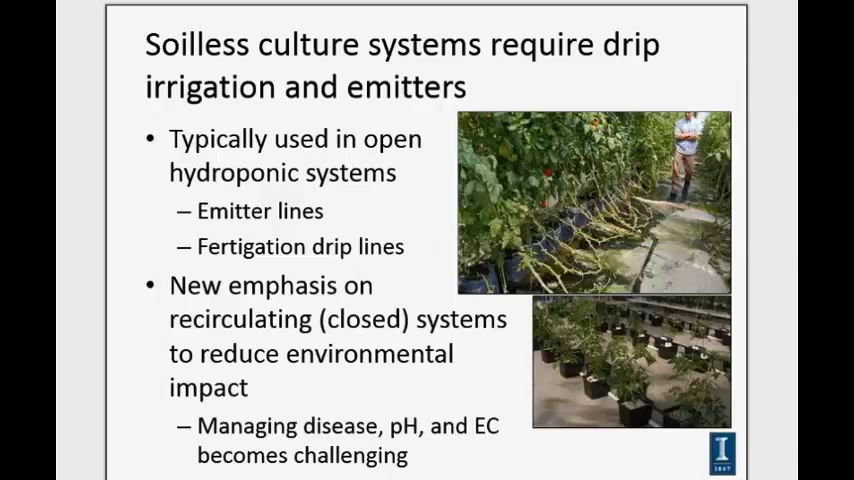 Soilless culture systems require drip
irrigation and emitters
• Typically used in open
hydroponic systems
– Emitter lines
– Fertigation drip lines
• New emphasis on
recirculating (closed) systems
to reduce environmental
impact
– Managing disease, pH, and EC
becomes challenging
I
1867